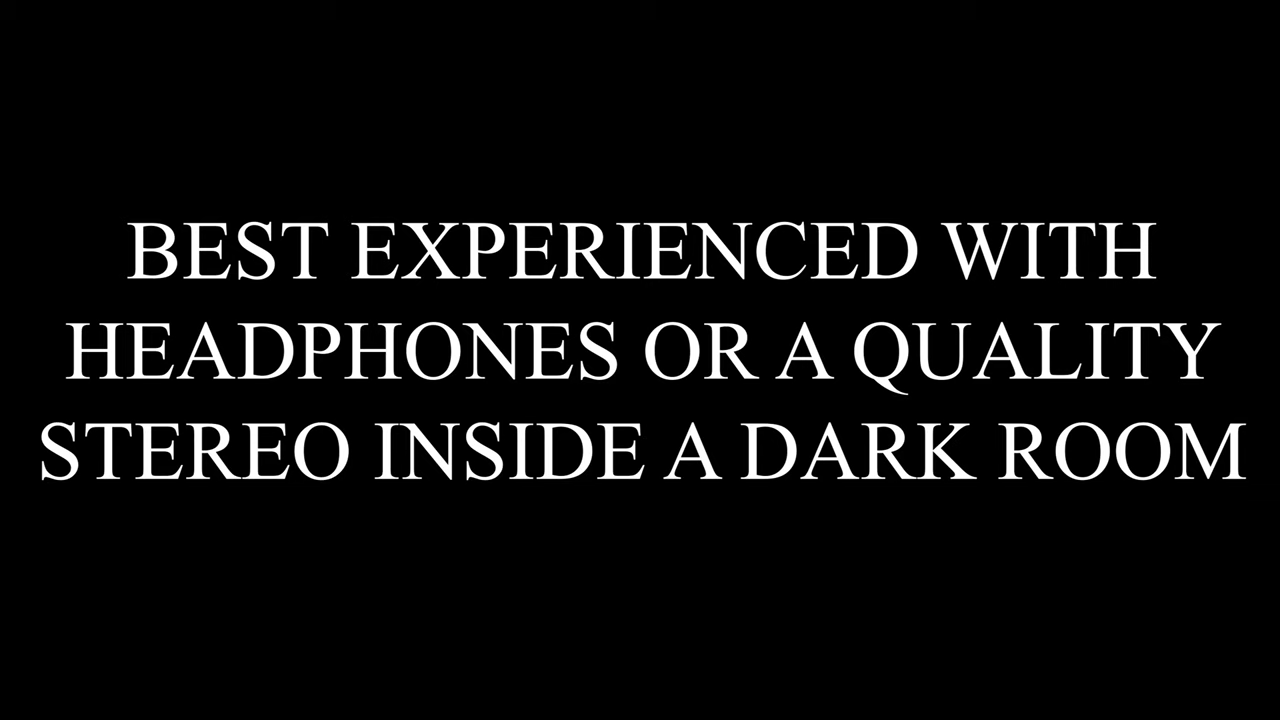 BEST EXPERIENCED WITH
HEADPHONES OR A QUALITY
STEREO INSIDE A DARK ROOM